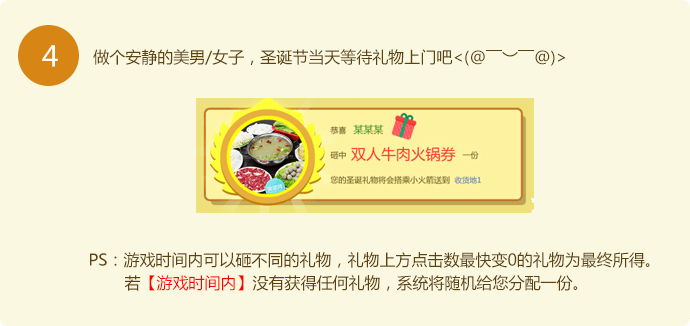 4
做个安静的美男/女子，圣诞节当天等待礼物上门吧<(@￣︶￣@)>
恭喜 某某某
砸中 双人牛肉火锅券 一份
您的圣诞礼物将会搭乘小火箭送到 收货地1
PS：游戏时间内可以砸不同的礼物，礼物上方点击数最快变0的礼物为最终所得。
若【游戏时间内】没有获得任何礼物，系统将随机给您分配一份。